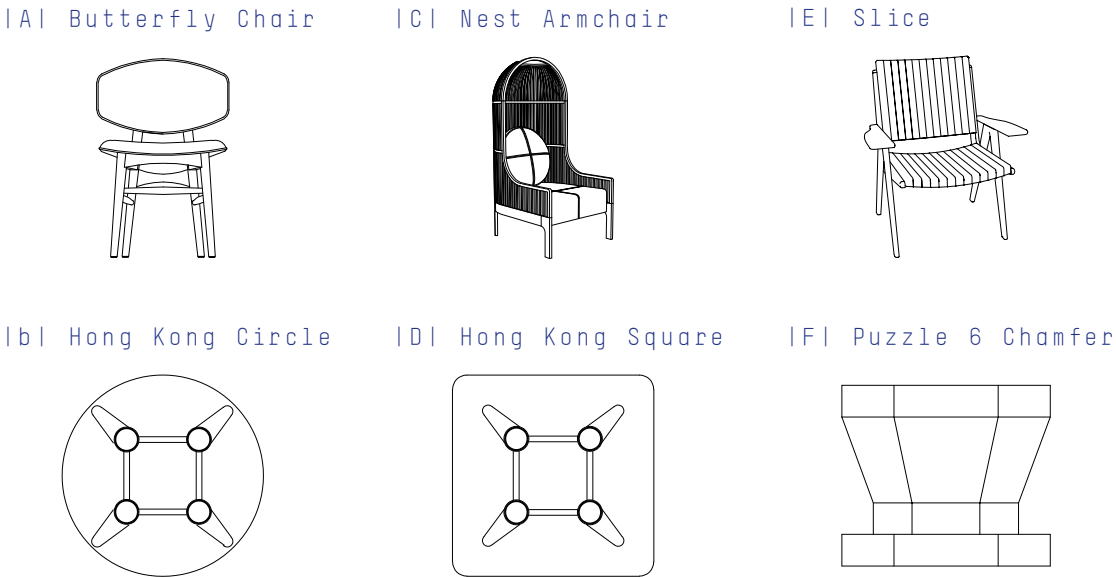 |A| Butterfly Chair
|C| Nest Armchair
|E| Slice
|b| Hong Kong Circle
|D| Hong Kong Square
|F| Puzzle 6 Chamfer